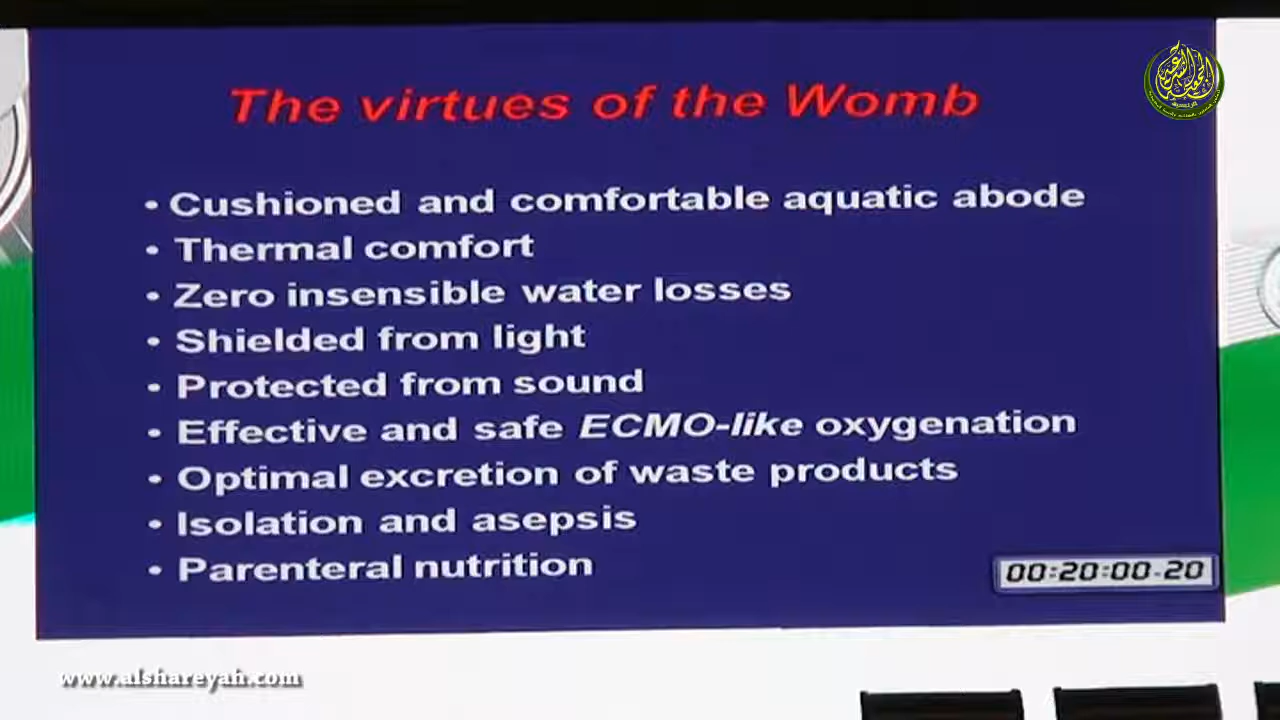 The virtues of the Womb
• Cushioned and comfortable aquatic abode
• Thermal comfort
• Zero insensible water losses
• Shielded from light
• Protected from sound
• Effective and safe ECMO-like oxygenation
• Optimal excretion of waste products
• Isolation and asepsis
• Parenteral nutrition
00:20:00-20
www.alshareyah.com